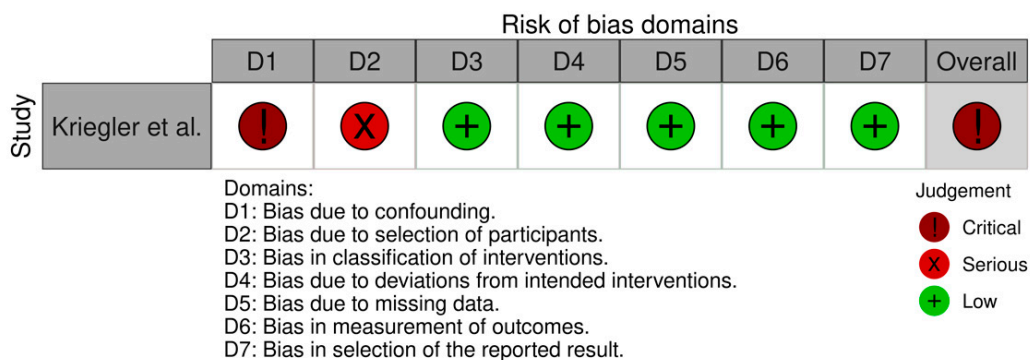 Risk of bias domains
D1 D2 D3 D4 D5 D6 D7 Overall
Study
Kriegler et al. ! X + + + + + !
Domains:
D1: Bias due to confounding.
D2: Bias due to selection of participants.
D3: Bias in classification of interventions.
D4: Bias due to deviations from intended interventions.
D5: Bias due to missing data.
D6: Bias in measurement of outcomes.
D7: Bias in selection of the reported result.
Judgement
! Critical
X Serious
+ Low